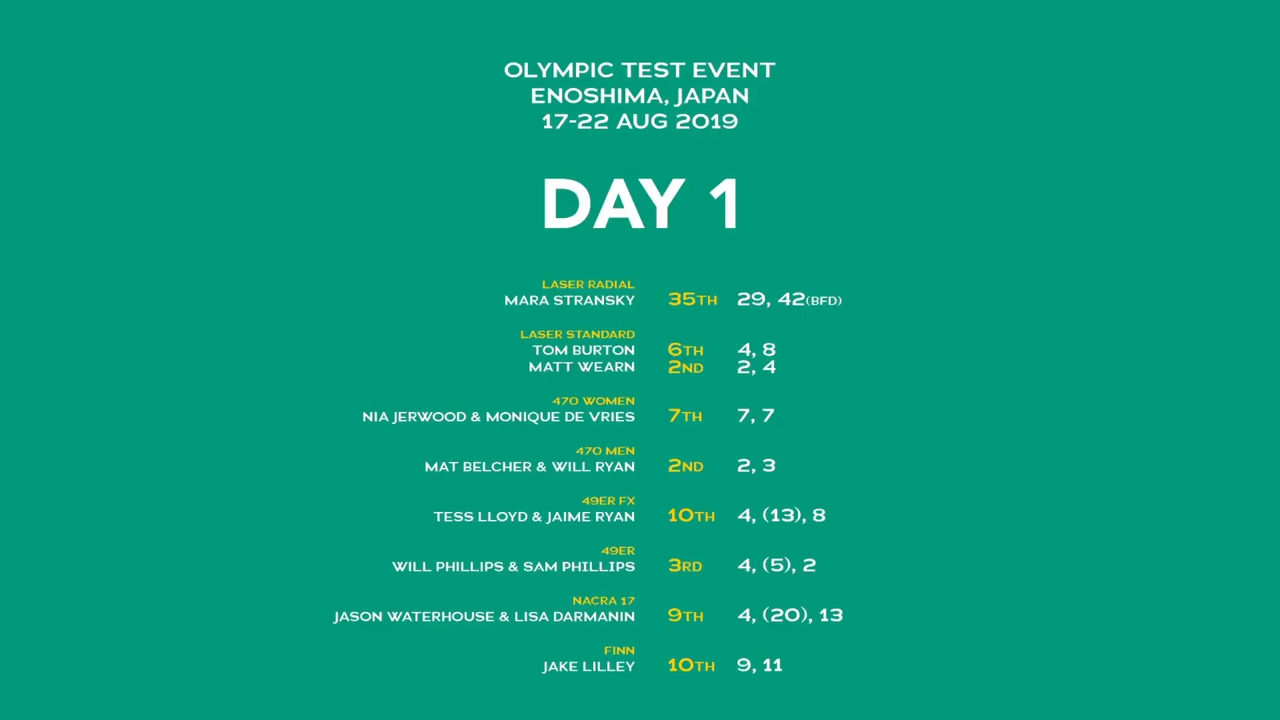 OLYMPIC TEST EVENT
ENOSHIMA, JAPAN
17-22 AUG 2019
DAY 1
LASER RADIAL
MARA STRANSKY 35TH 29, 42(BFD)
LASER STANDARD
TOM BURTON 6TH 4, 8
MATT WEARN 2ND 2, 4
470 WOMEN
NIA JERWOOD & MONIQUE DE VRIES 7TH 7, 7
470 MEN
MAT BELCHER & WILL RYAN 2ND 2, 3
49ER FX
TESS LLOYD & JAIME RYAN 10TH 4, (13), 8
49ER
WILL PHILLIPS & SAM PHILLIPS 3RD 4, (5), 2
NACRA 17
JASON WATERHOUSE & LISA DARMANIN 9TH 4, (20), 13
FINN
JAKE LILLEY 10TH 9, 11